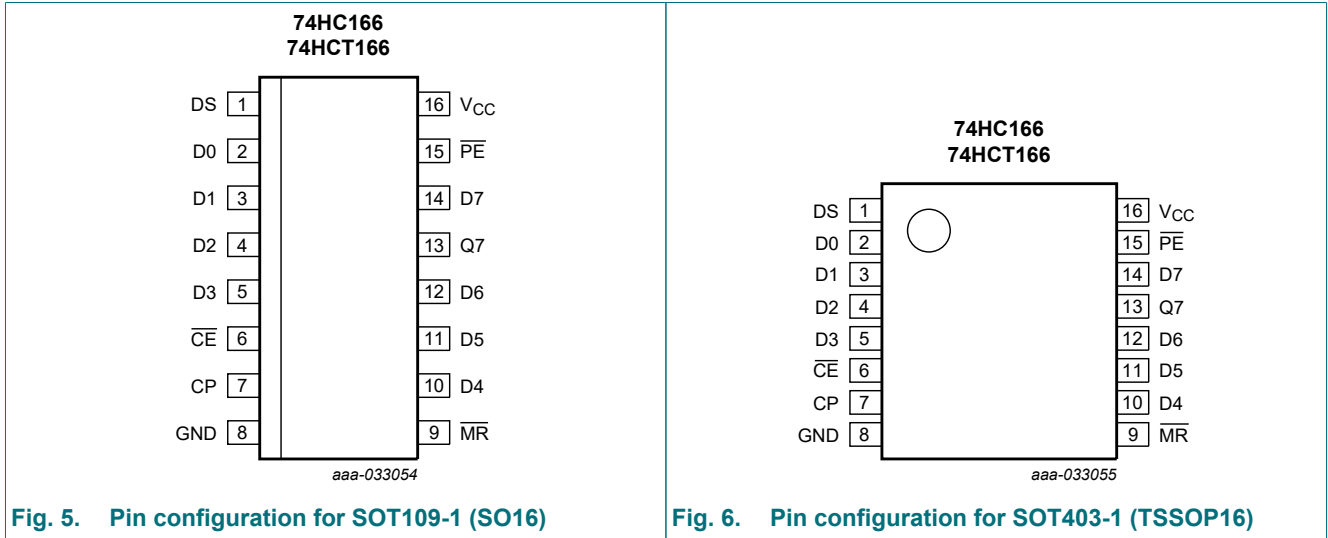 74HC166
74HCT166
DS 1 16 VCC
D0 2 15 PE
D1 3 14 D7
D2 4 13 Q7
D3 5 12 D6
CE 6 11 D5
CP 7 10 D4
GND 8 9 MR
aaa-033054
Fig. 5. Pin configuration for SOT109-1 (SO16)
74HC166
74HCT166
DS 1 16 VCC
D0 2 15 PE
D1 3 14 D7
D2 4 13 Q7
D3 5 12 D6
CE 6 11 D5
CP 7 10 D4
GND 8 9 MR
aaa-033055
Fig. 6. Pin configuration for SOT403-1 (TSSOP16)